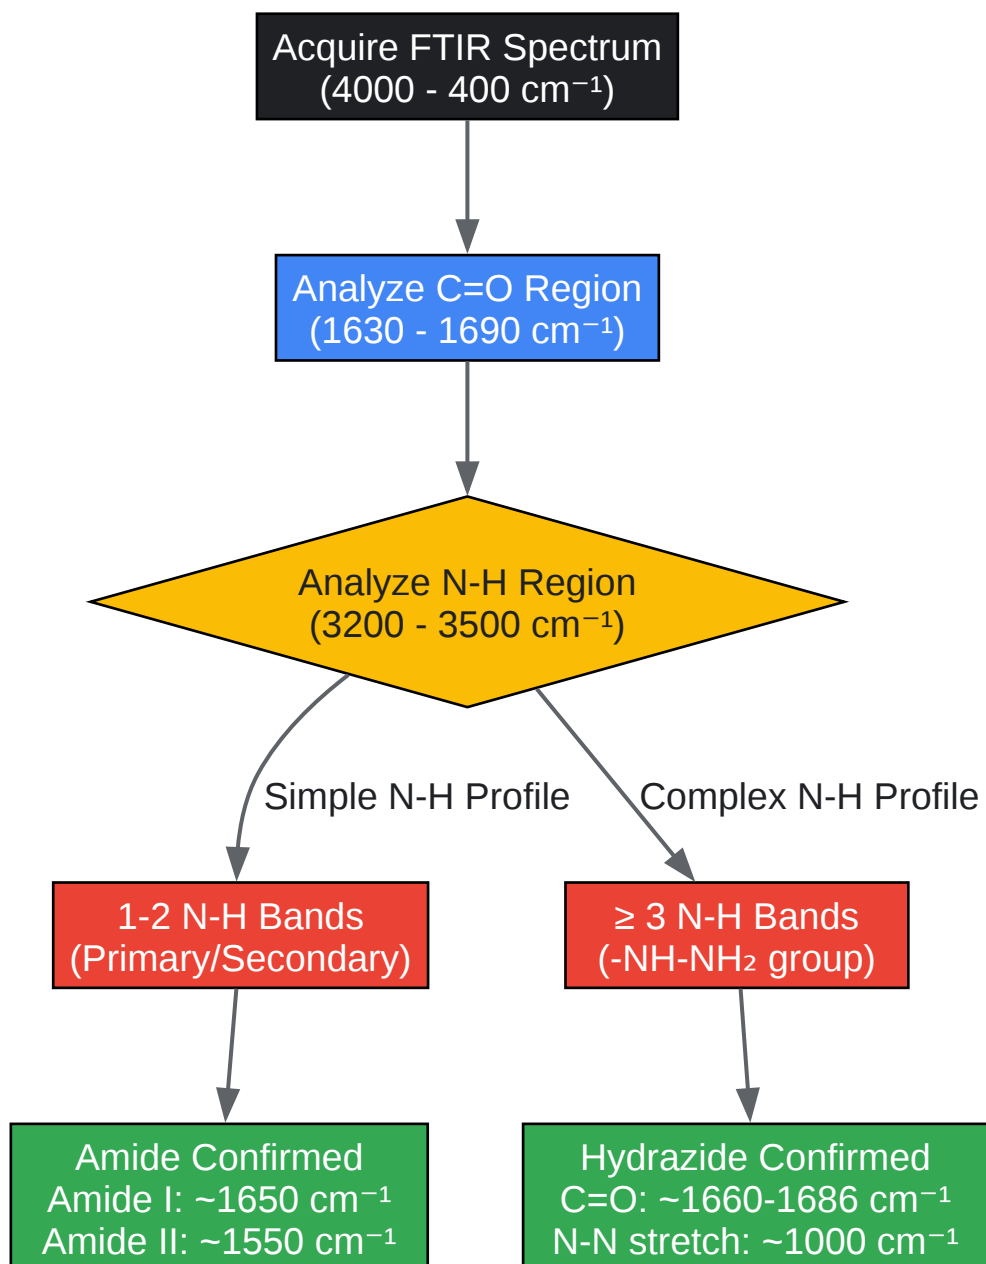 Acquire FTIR Spectrum
(4000 - 400 cm⁻¹)
Analyze C=O Region
(1630 - 1690 cm⁻¹)
Analyze N-H Region
(3200 - 3500 cm⁻¹)
Simple N-H Profile
Complex N-H Profile
1-2 N-H Bands
(Primary/Secondary)
≥ 3 N-H Bands
(-NH-NH₂ group)
Amide Confirmed
Amide I: ~1650 cm⁻¹
Amide II: ~1550 cm⁻¹
Hydrazide Confirmed
C=O: ~1660-1686 cm⁻¹
N-N stretch: ~1000 cm⁻¹